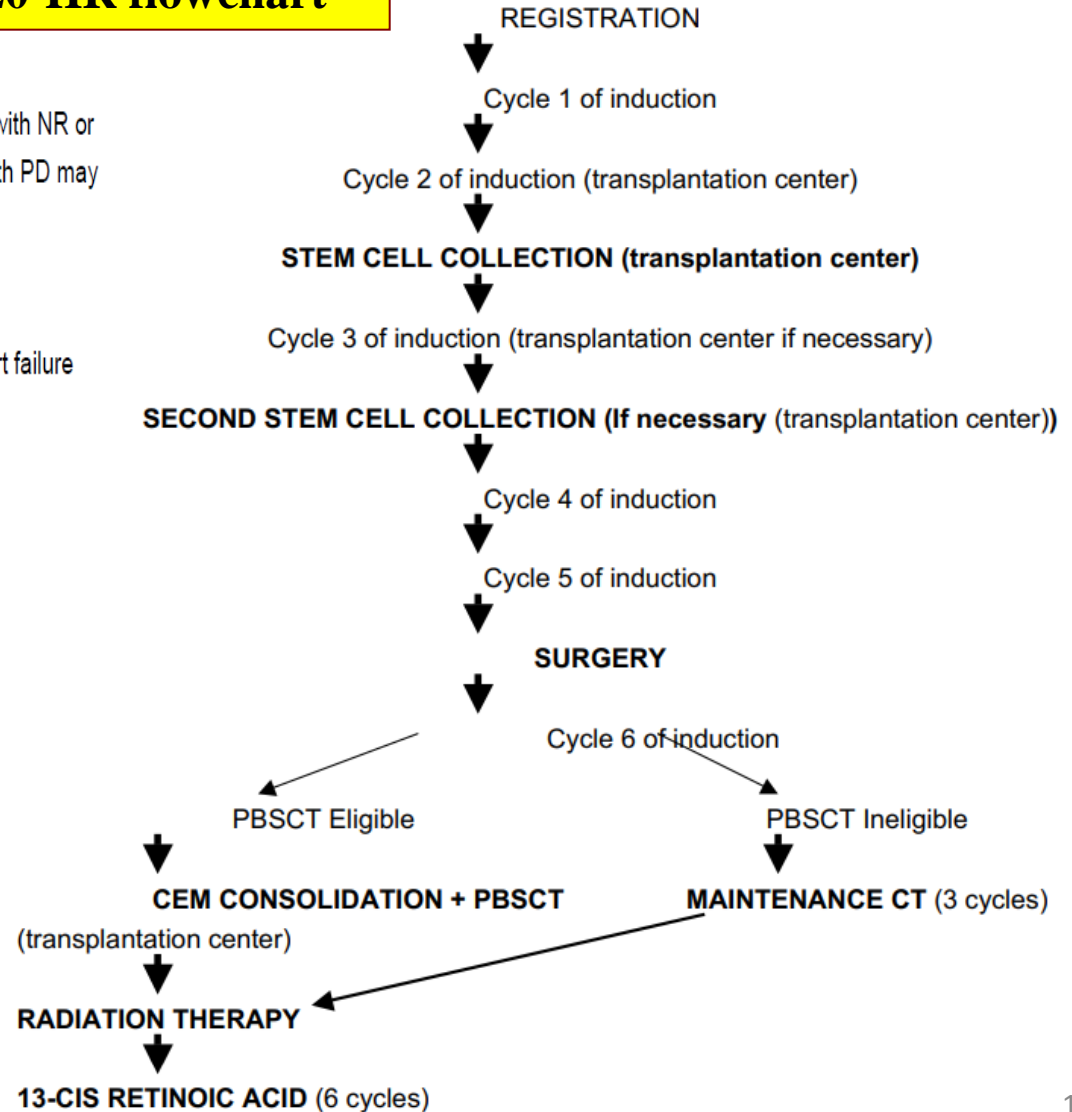 HR flowchart
REGISTRATION
Cycle 1 of induction
with NR or
PD may
Cycle 2 of induction (transplantation center)
STEM CELL COLLECTION (transplantation center)
Cycle 3 of induction (transplantation center if necessary)
failure
SECOND STEM CELL COLLECTION (If necessary (transplantation center))
Cycle 4 of induction
Cycle 5 of induction
SURGERY
Cycle 6 of induction
PBSCT Eligible
PBSCT Ineligible
CEM CONSOLIDATION + PBSCT
MAINTENANCE CT (3 cycles)
(transplantation center)
RADIATION THERAPY
13-CIS RETINOIC ACID (6 cycles)
1